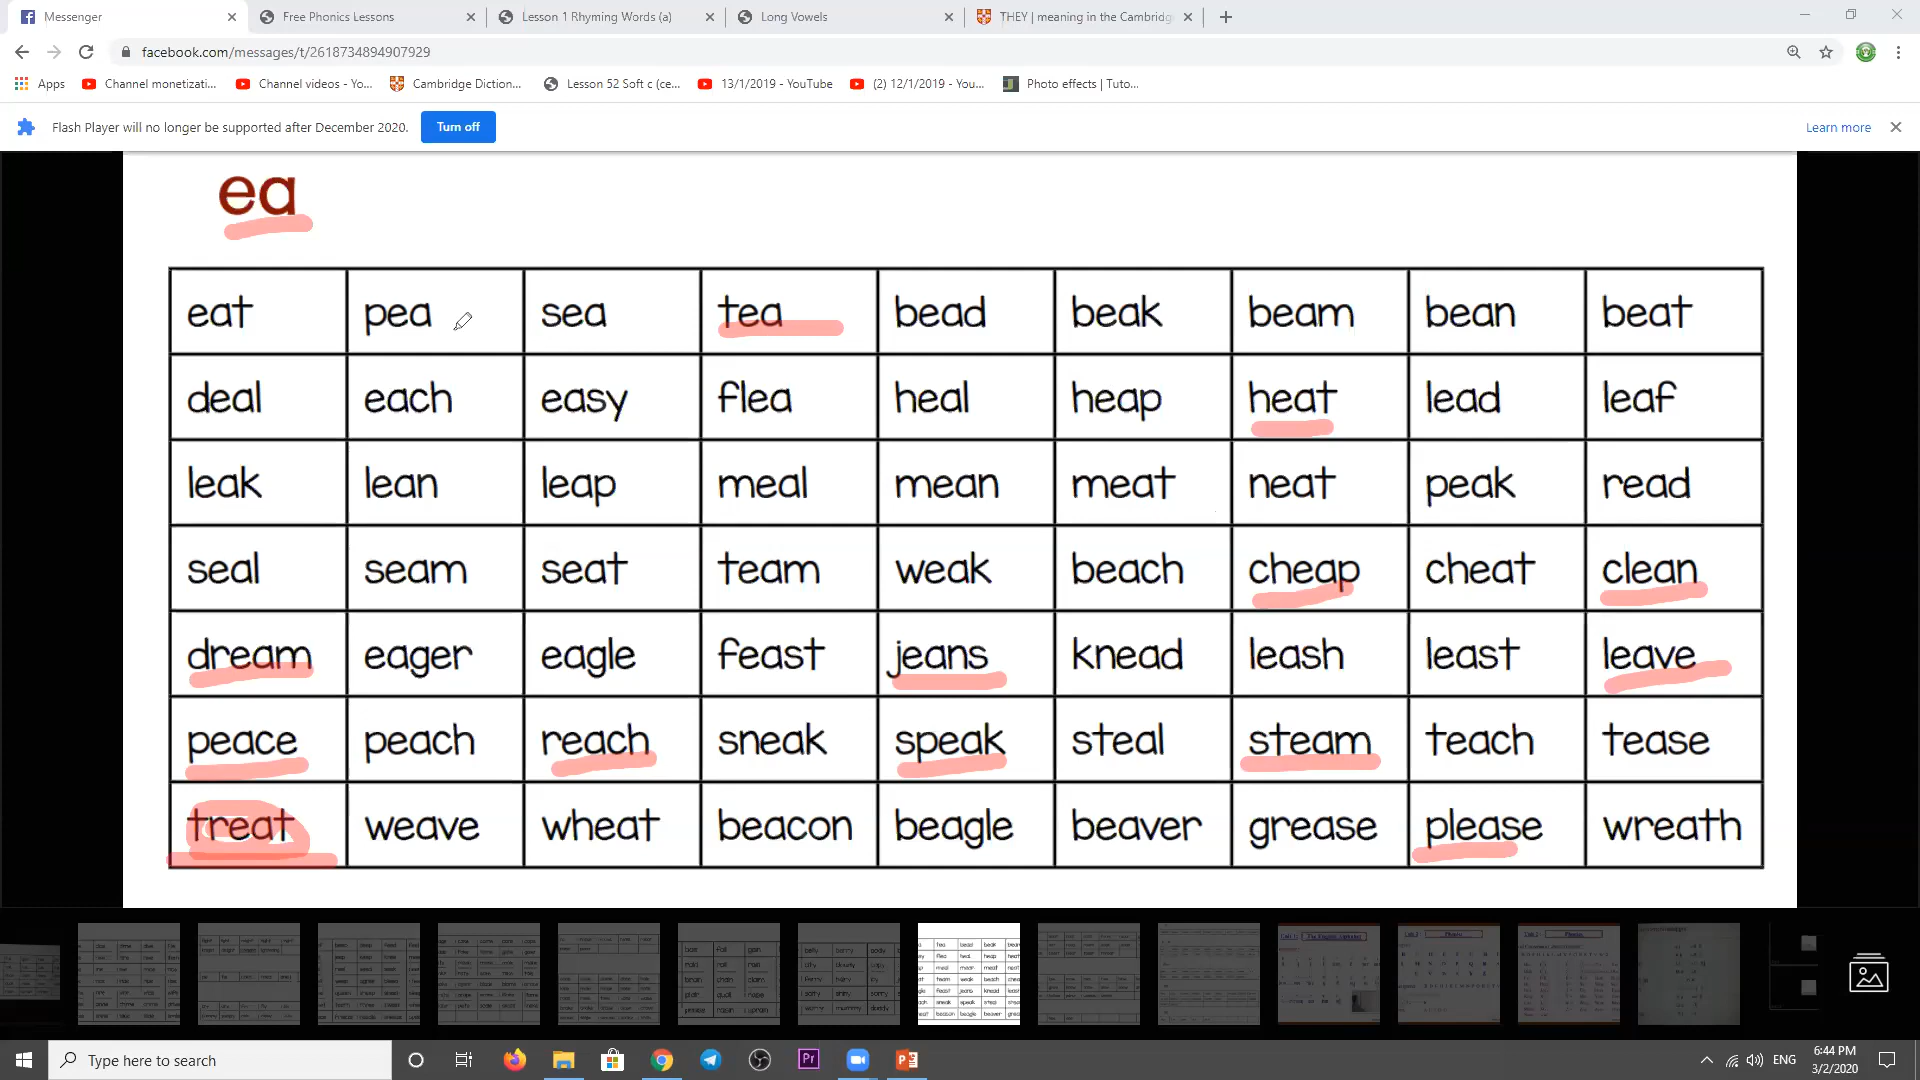 Messenger
Free Phonics Lessons
Lesson 1 Rhyming Words (a)
Long Vowels
THEY | meaning in the Cambridg
facebook.com/messages/t/2618734894907929
Apps
Channel monetizati...
Channel videos - Yo...
Cambridge Diction...
Lesson 52 Soft c (ce...
13/1/2019 - YouTube
(2) 12/1/2019 - You...
Photo effects | Tuto...
Flash Player will no longer be supported after December 2020. Turn off Learn more
ea
eat pea sea tea bead beak beam bean beat
deal each easy flea heal heap heat lead leaf
leak lean leap meal mean meat neat peak read
seal seam seat team weak beach cheap cheat clean
dream eager eagle feast jeans knead leash least leave
peace peach reach sneak speak steal steam teach tease
treat weave wheat beacon beagle beaver grease please wreath
Type here to search
ENG
6:44 PM
3/2/2020